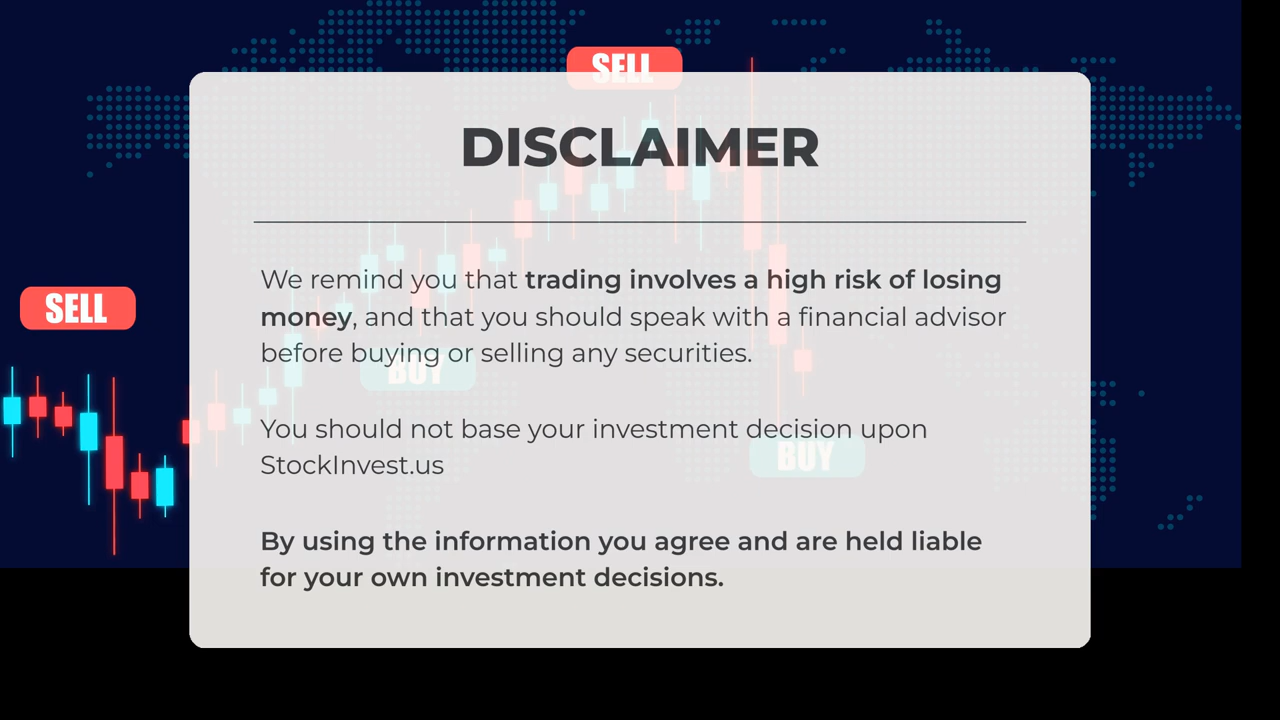 SELL
DISCLAIMER
We remind you that trading involves a high risk of losing
money, and that you should speak with a financial advisor
before buying or selling any securities.
SELL
BUY
You should not base your investment decision upon
StockInvest.us
BUY
By using the information you agree and are held liable
for your own investment decisions.